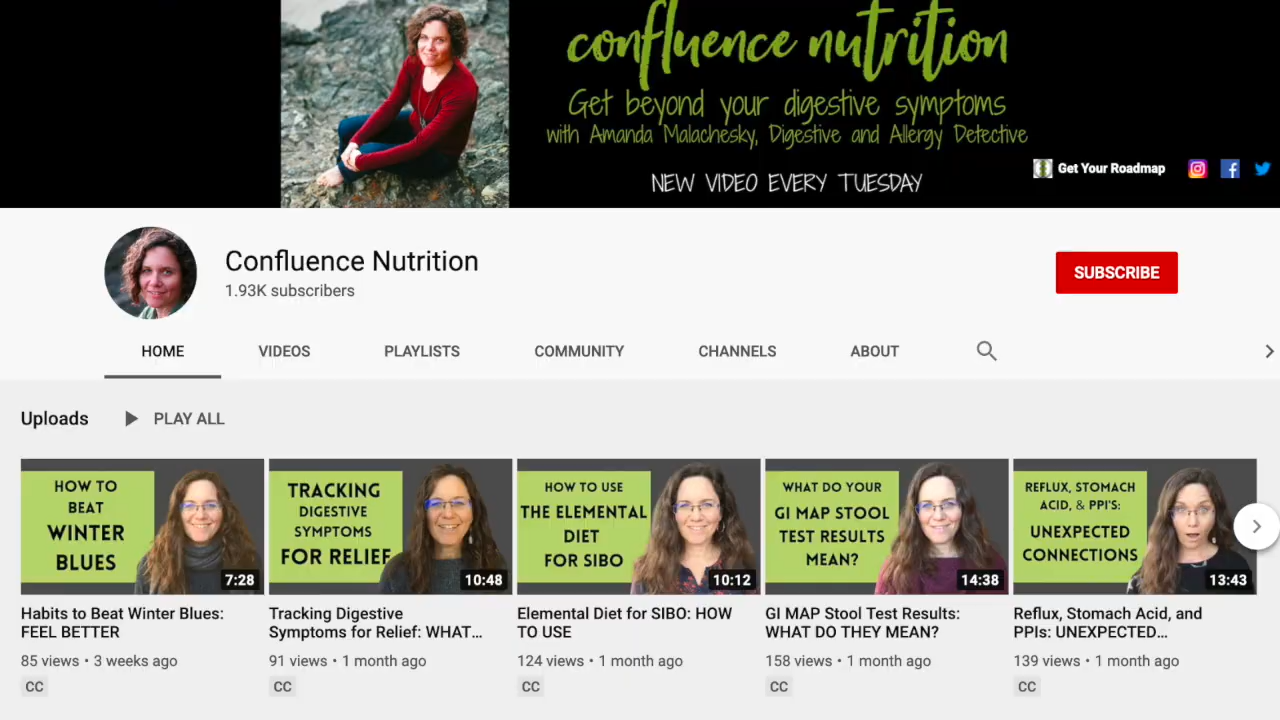 confluence nutrition
Get beyond your digestive symptoms
with Amanda Malachesky, Digestive and Allergy Detective
NEW VIDEO EVERY TUESDAY
Get Your Roadmap
Confluence Nutrition
1.93K subscribers
SUBSCRIBE
HOME VIDEOS PLAYLISTS COMMUNITY CHANNELS ABOUT
Uploads PLAY ALL
HOW TO
BEAT
WINTER
BLUES
7:28
TRACKING
DIGESTIVE
SYMPTOMS
FOR RELIEF
10:48
HOW TO USE
THE ELEMENTAL
DIET
FOR SIBO
10:12
WHAT DO YOUR
GI MAP STOOL
TEST RESULTS
MEAN?
14:38
REFLUX, STOMACH
ACID, & PPI'S:
UNEXPECTED
CONNECTIONS
13:43
Habits to Beat Winter Blues:
FEEL BETTER
85 views • 3 weeks ago
CC
Tracking Digestive
Symptoms for Relief: WHAT...
91 views • 1 month ago
CC
Elemental Diet for SIBO: HOW
TO USE
124 views • 1 month ago
CC
GI MAP Stool Test Results:
WHAT DO THEY MEAN?
158 views • 1 month ago
CC
Reflux, Stomach Acid, and
PPIs: UNEXPECTED...
139 views • 1 month ago
CC